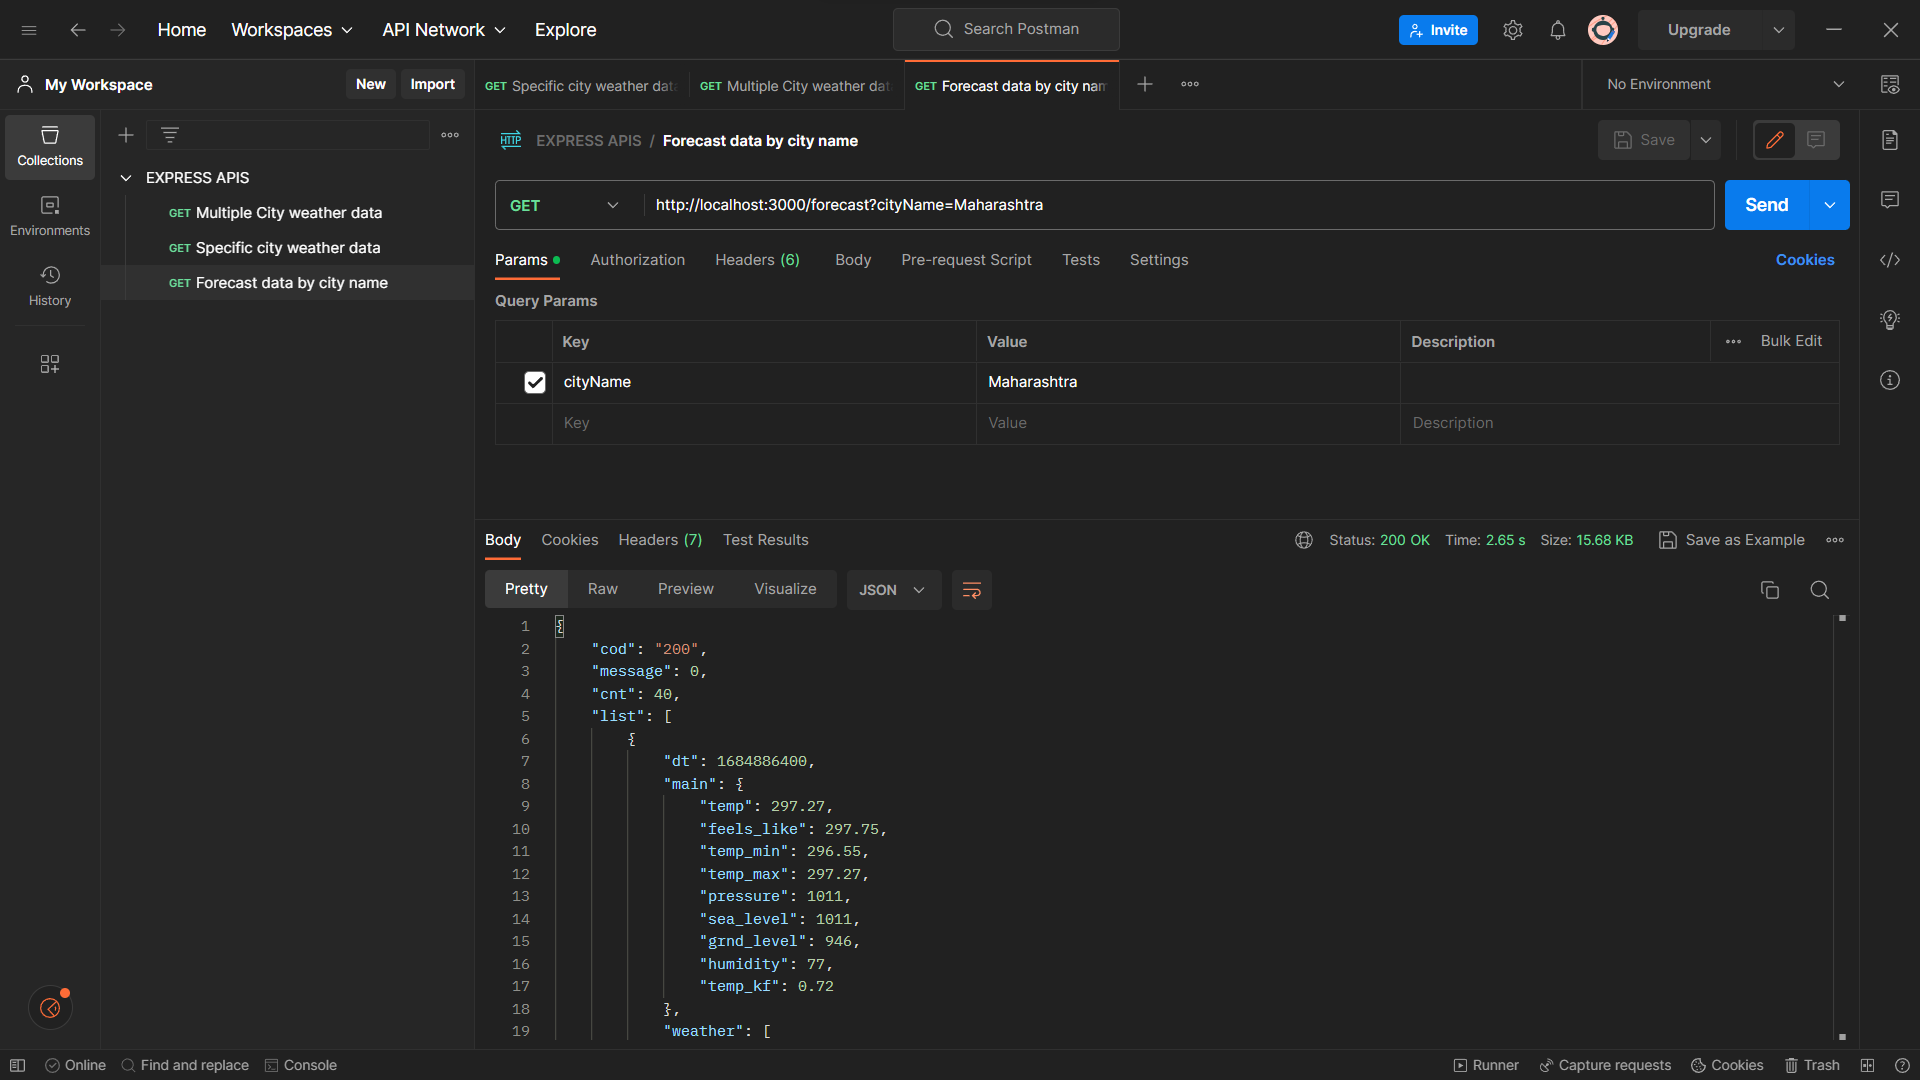 Home Workspaces API Network Explore Search Postman Invite Upgrade
My Workspace New Import GET Specific city weather data GET Multiple City weather dat GET Forecast data by city nam No Environment
Collections
Environments
History
EXPRESS APIS
GET Multiple City weather data
GET Specific city weather data
GET Forecast data by city name
HTTP EXPRESS APIS / Forecast data by city name Save
GET http://localhost:3000/forecast?cityName=Maharashtra Send
Params Authorization Headers (6) Body Pre-request Script Tests Settings Cookies
Query Params
Key Value Description Bulk Edit
cityName Maharashtra
Key Value Description
Body Cookies Headers (7) Test Results Status: 200 OK Time: 2.65 s Size: 15.68 KB Save as Example
Pretty Raw Preview Visualize JSON
1 {
2 "cod": "200",
3 "message": 0,
4 "cnt": 40,
5 "list": [
6 {
7 "dt": 1684886400,
8 "main": {
9 "temp": 297.27,
10 "feels_like": 297.75,
11 "temp_min": 296.55,
12 "temp_max": 297.27,
13 "pressure": 1011,
14 "sea_level": 1011,
15 "grnd_level": 946,
16 "humidity": 77,
17 "temp_kf": 0.72
18 },
19 "weather": [
Online Find and replace Console Runner Capture requests Cookies Trash